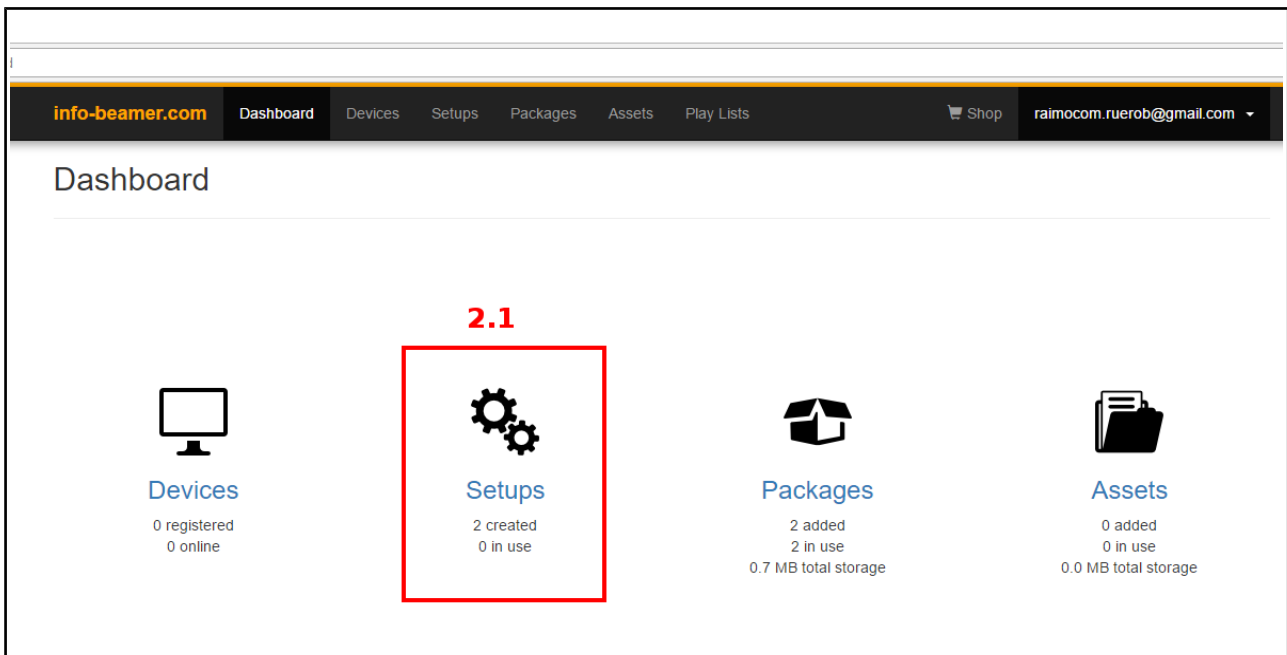 info-beamer.com Dashboard Devices Setups Packages Assets Play Lists Shop raimocom.ruerob@gmail.com
Dashboard
2.1
Devices
0 registered
0 online
Setups
2 created
0 in use
Packages
2 added
2 in use
0.7 MB total storage
Assets
0 added
0 in use
0.0 MB total storage